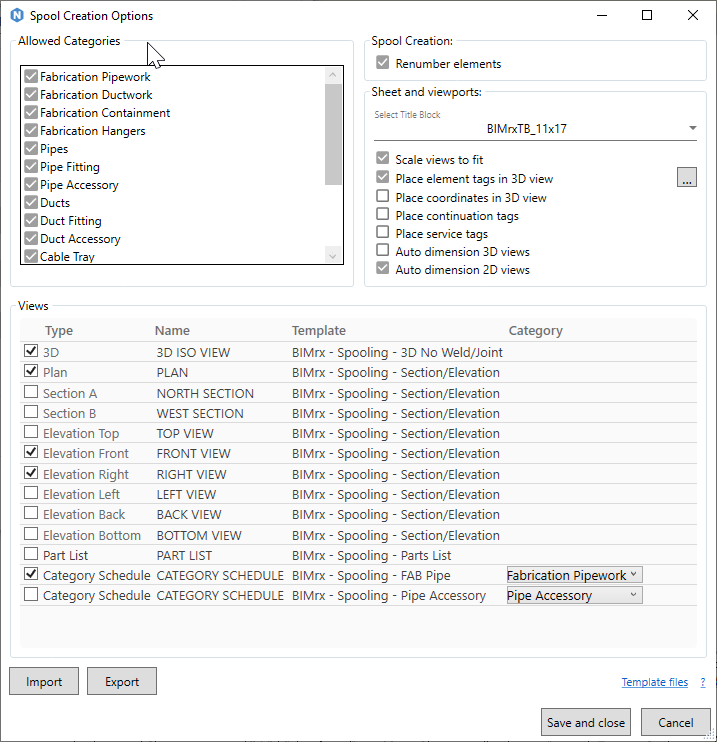 Spool Creation Options
Allowed Categories
Fabrication Pipework
Fabrication Ductwork
Fabrication Containment
Fabrication Hangers
Pipes
Pipe Fitting
Pipe Accessory
Ducts
Duct Fitting
Duct Accessory
Cable Tray
Spool Creation:
Renumber elements
Sheet and viewports:
Select Title Block
BIMrxTB_11x17
Scale views to fit
Place element tags in 3D view
...
Place coordinates in 3D view
Place continuation tags
Place service tags
Auto dimension 3D views
Auto dimension 2D views
Views
Type Name Template Category
3D 3D ISO VIEW BIMrx - Spooling - 3D No Weld/Joint
Plan PLAN BIMrx - Spooling - Section/Elevation
Section A NORTH SECTION BIMrx - Spooling - Section/Elevation
Section B WEST SECTION BIMrx - Spooling - Section/Elevation
Elevation Top TOP VIEW BIMrx - Spooling - Section/Elevation
Elevation Front FRONT VIEW BIMrx - Spooling - Section/Elevation
Elevation Right RIGHT VIEW BIMrx - Spooling - Section/Elevation
Elevation Left LEFT VIEW BIMrx - Spooling - Section/Elevation
Elevation Back BACK VIEW BIMrx - Spooling - Section/Elevation
Elevation Bottom BOTTOM VIEW BIMrx - Spooling - Section/Elevation
Part List PART LIST BIMrx - Spooling - Parts List
Category Schedule CATEGORY SCHEDULE BIMrx - Spooling - FAB Pipe Fabrication Pipework
Category Schedule CATEGORY SCHEDULE BIMrx - Spooling - Pipe Accessory Pipe Accessory
Import Export Template files ?
Save and close Cancel